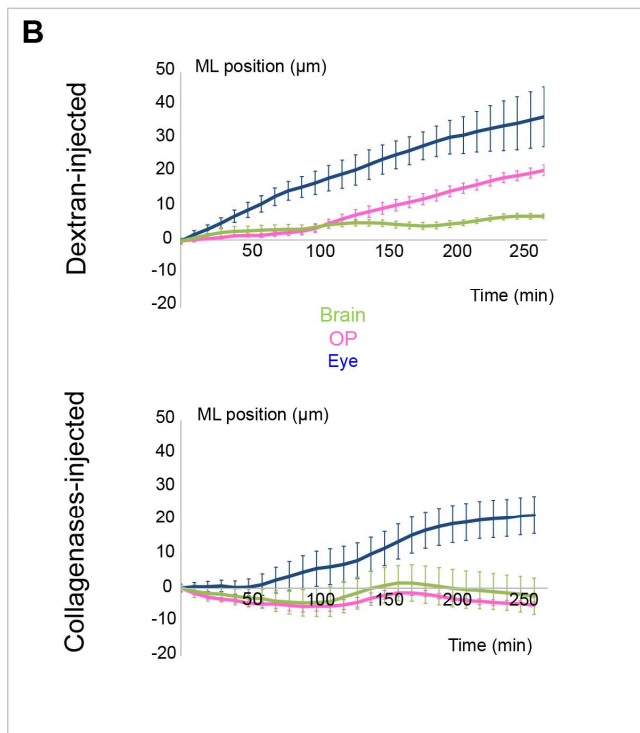 B
Dextran-injected
ML position (µm)
50
40
30
20
10
0
-10
-20
50
100
150
200
250
Time (min)
Brain
OP
Eye
Collagenases-injected
ML position (µm)
50
40
30
20
10
0
-10
-20
50
100
150
200
250
Time (min)